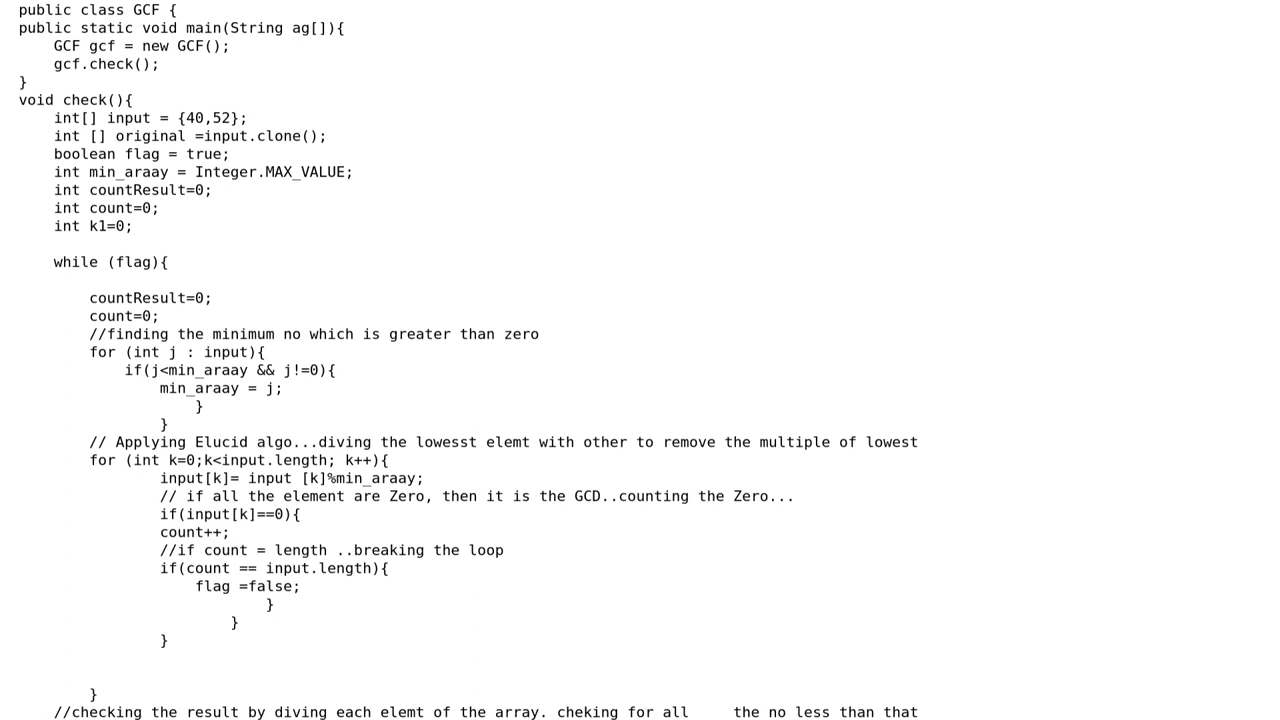 public class GCF {
public static void main(String ag[]){
    GCF gcf = new GCF();
    gcf.check();
}
void check(){
    int[] input = {40,52};
    int [] original =input.clone();
    boolean flag = true;
    int min_araay = Integer.MAX_VALUE;
    int countResult=0;
    int count=0;
    int k1=0;

    while (flag){

        countResult=0;
        count=0;
        //finding the minimum no which is greater than zero
        for (int j : input){
            if(j<min_araay && j!=0){
                min_araay = j;
                    }
                }
        // Applying Elucid algo...diving the lowesst elemt with other to remove the multiple of lowest
        for (int k=0;k<input.length; k++){
                input[k]= input [k]%min_araay;
                // if all the element are Zero, then it is the GCD..counting the Zero...
                if(input[k]==0){
                count++;
                //if count = length ..breaking the loop
                if(count == input.length){
                    flag =false;
                            }
                        }
                }


        }
    //checking the result by diving each elemt of the array. cheking for all     the no less than that